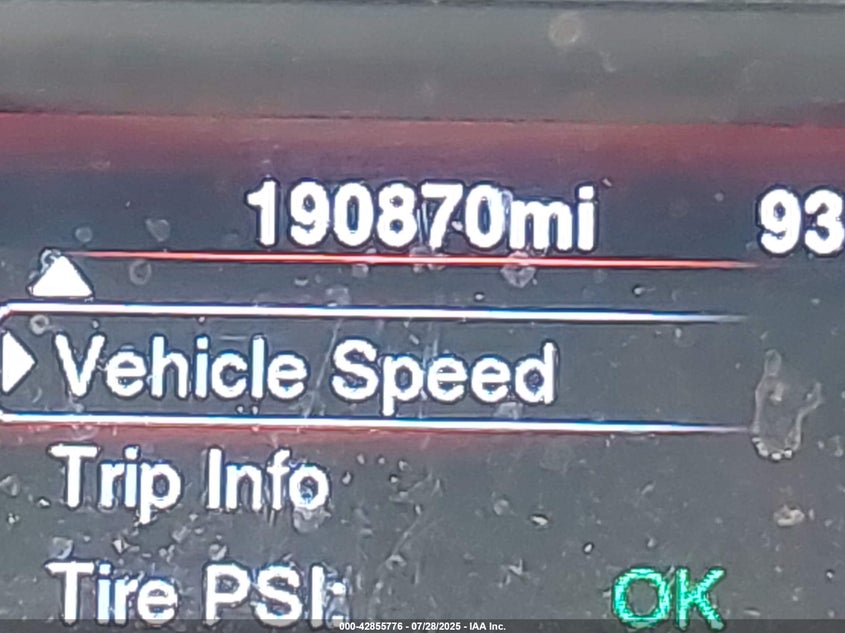 190870mi 93
Vehicle Speed
Trip Info
Tire PSI: OK
000-42855776 - 07/28/2025 - IAA Inc.